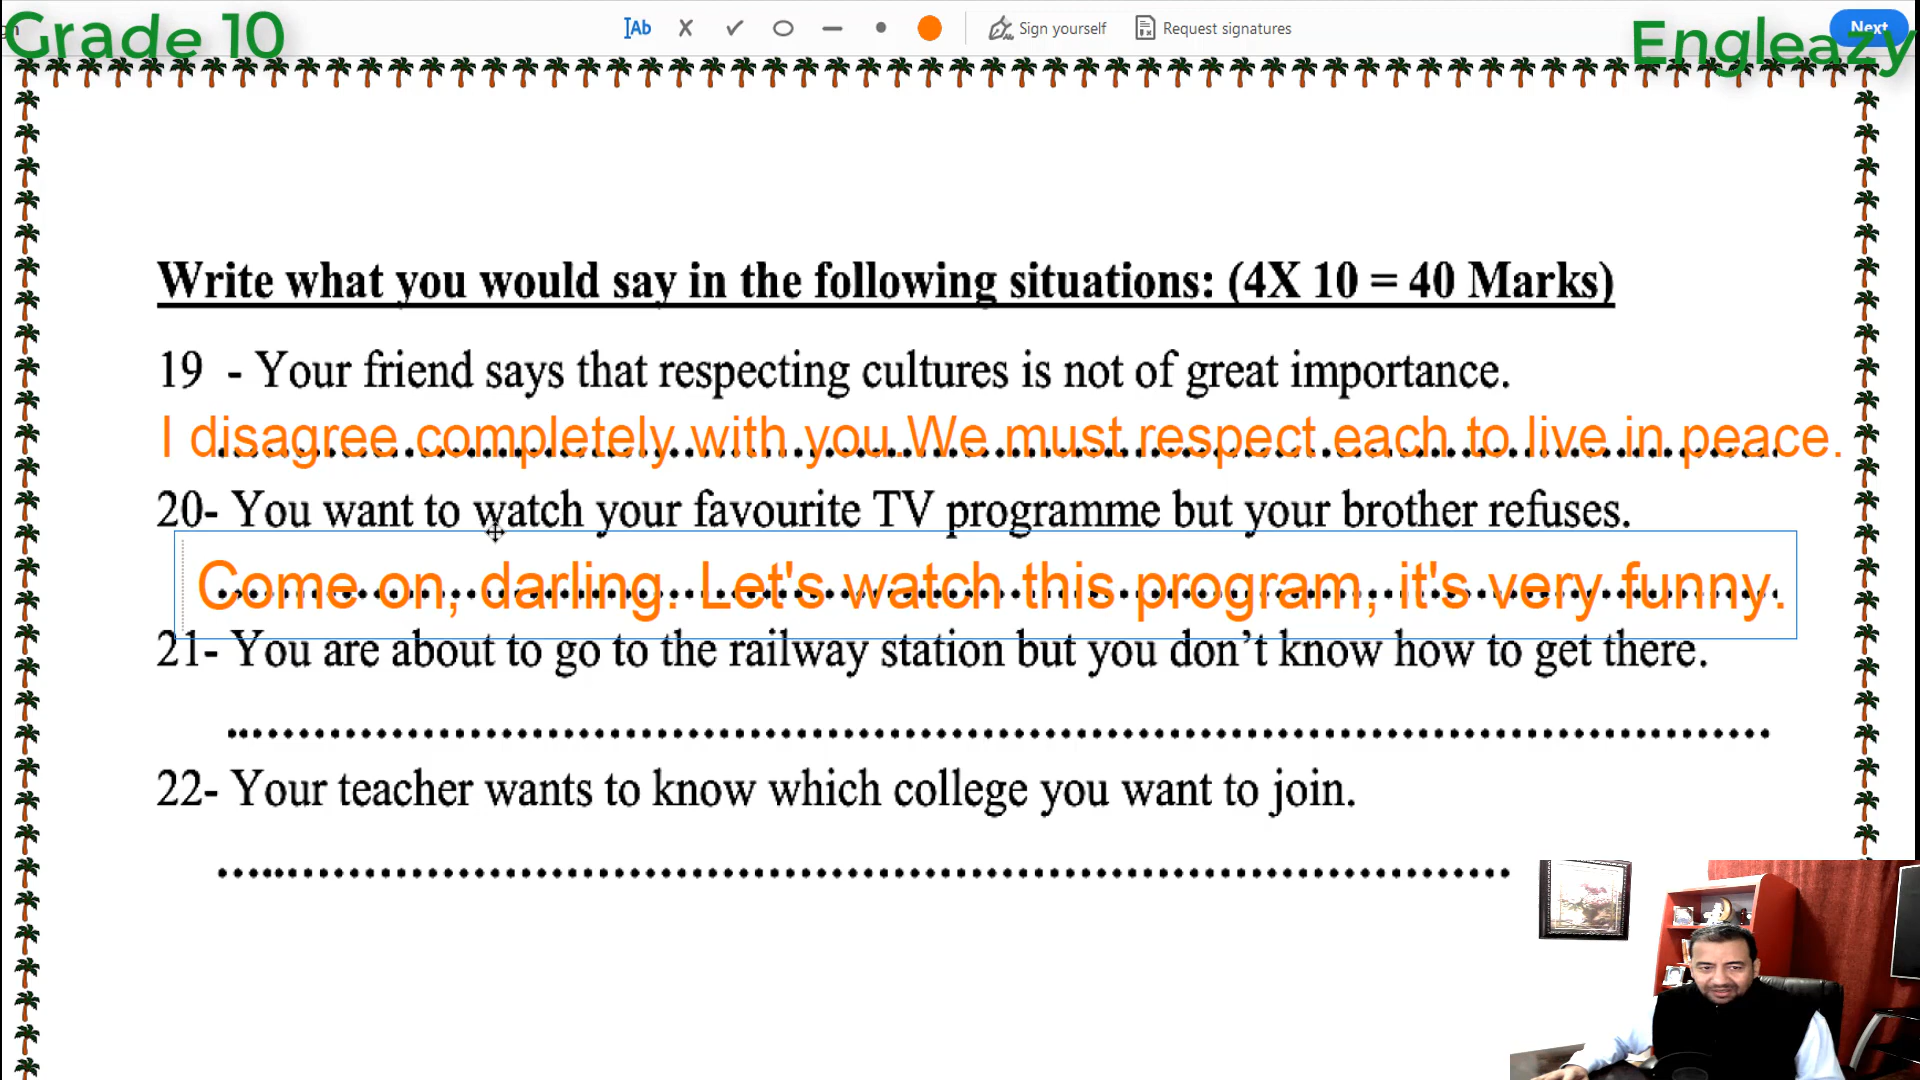 Grade 10
Ab
Sign yourself
Request signatures
Next
Engleazy
Write what you would say in the following situations: (4X 10 = 40 Marks)
19 - Your friend says that respecting cultures is not of great importance.
I disagree completely with you.We must respect each to live in peace.
20- You want to watch your favourite TV programme but your brother refuses.
Come on, darling. Let's watch this program, it's very funny.
21- You are about to go to the railway station but you don't know how to get there.
22- Your teacher wants to know which college you want to join.